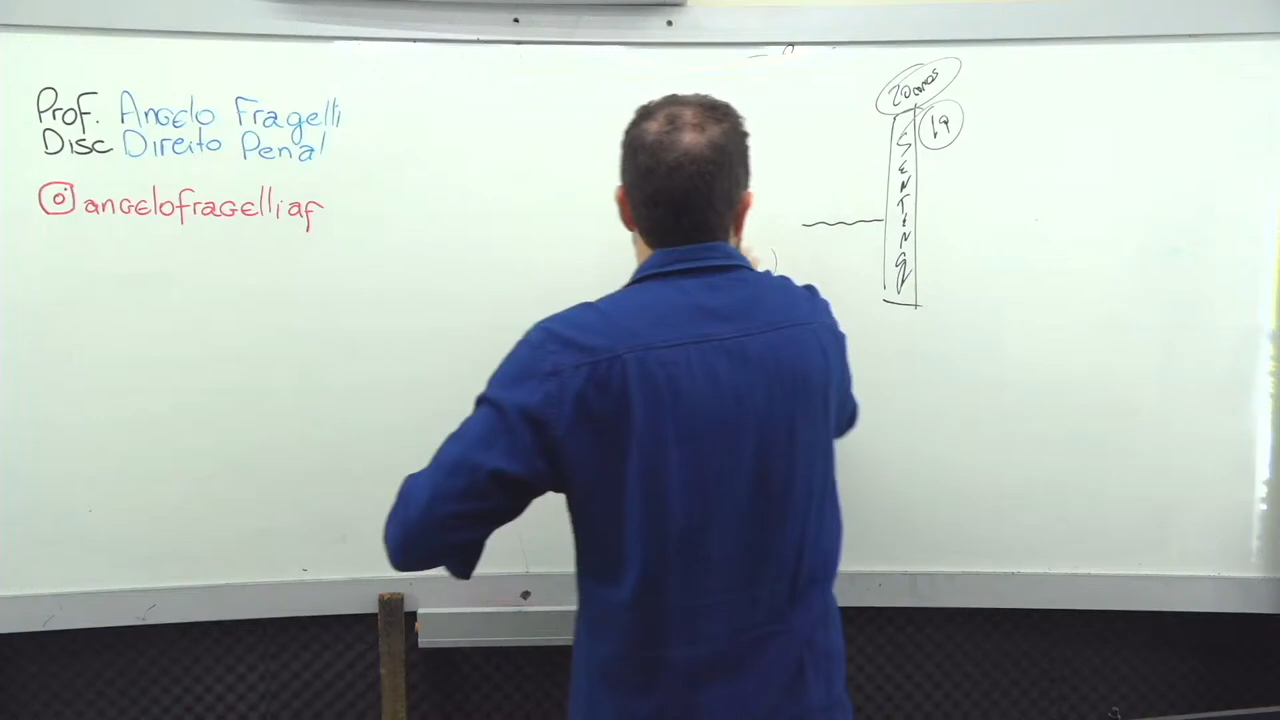 Prof. Angelo Fragelli
Disc Direito Penal
angelofragelliaf
20 anos
19
SENTENÇA